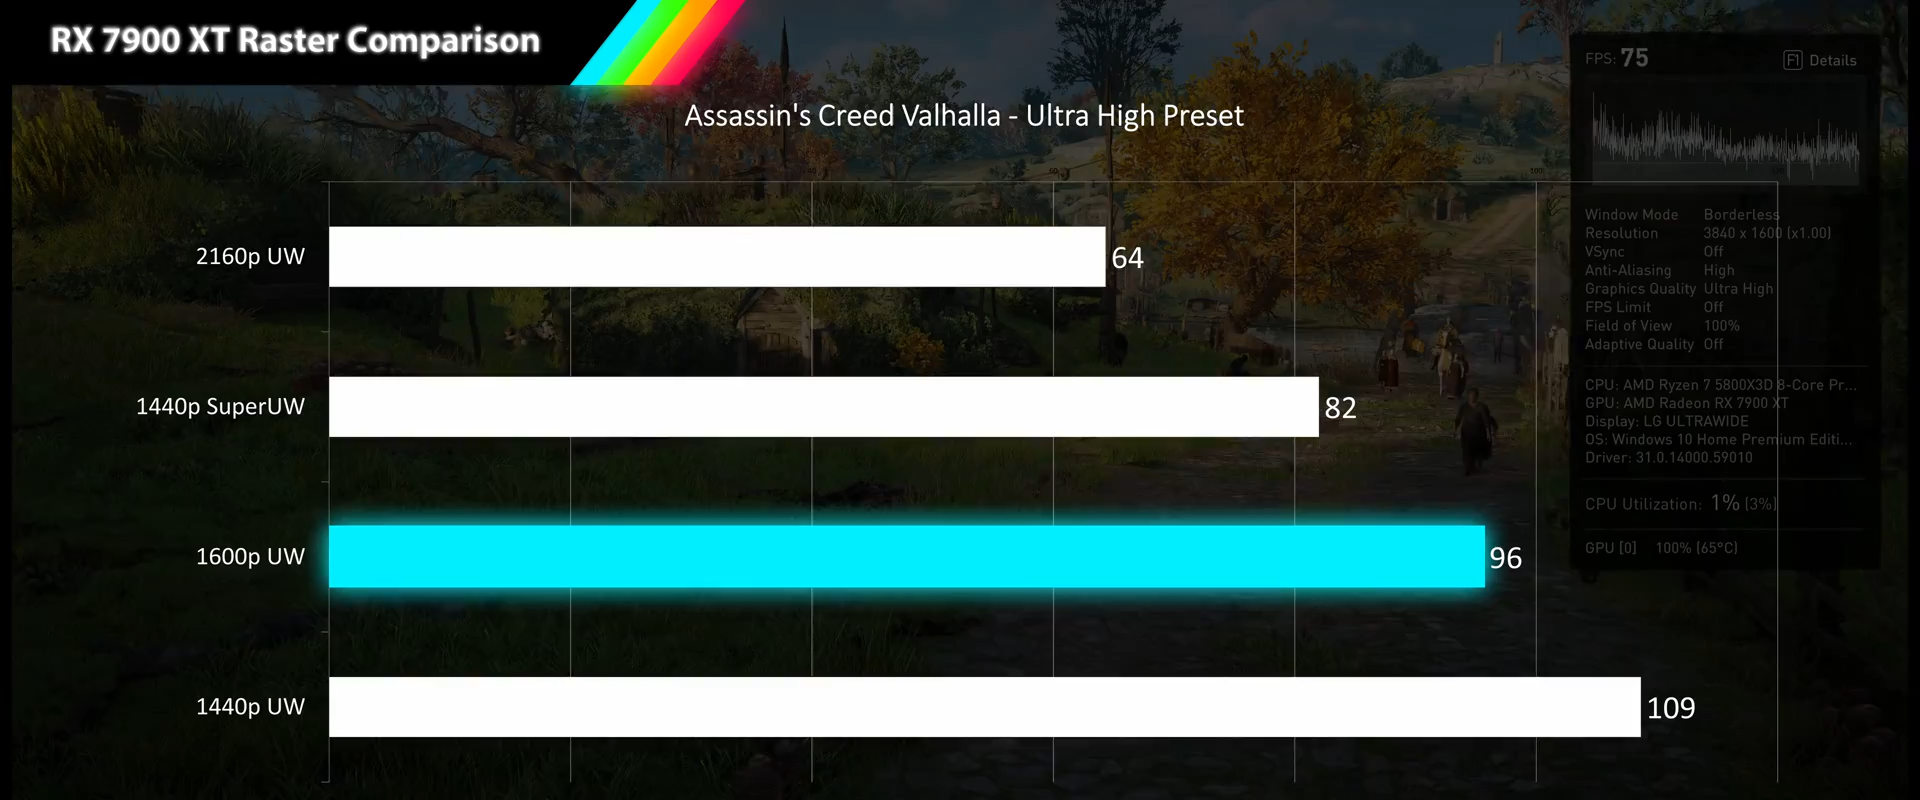 RX 7900 XT Raster Comparison
Assassin's Creed Valhalla - Ultra High Preset
2160p UW
64
1440p SuperUW
82
1600p UW
96
1440p UW
109
100
FPS: 75
F1 Details
Window Mode Borderless
Resolution 3840 x 1600 (x1.00)
VSync Off
Anti-Aliasing High
Graphics Quality Ultra High
FPS Limit Off
Field of View 100%
Adaptive Quality Off
CPU: AMD Ryzen 7 5800X3D 8-Core Pr...
GPU: AMD Radeon RX 7900 XT
Display: LG ULTRAWIDE
OS: Windows 10 Home Premium Editi...
Driver: 31.0.14000.59010
CPU Utilization: 1% (3%)
GPU [0] 100% (65°C)